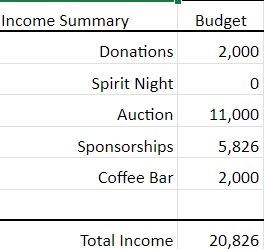 Income Summary Budget
Donations 2,000
Spirit Night 0
Auction 11,000
Sponsorships 5,826
Coffee Bar 2,000
Total Income 20,826